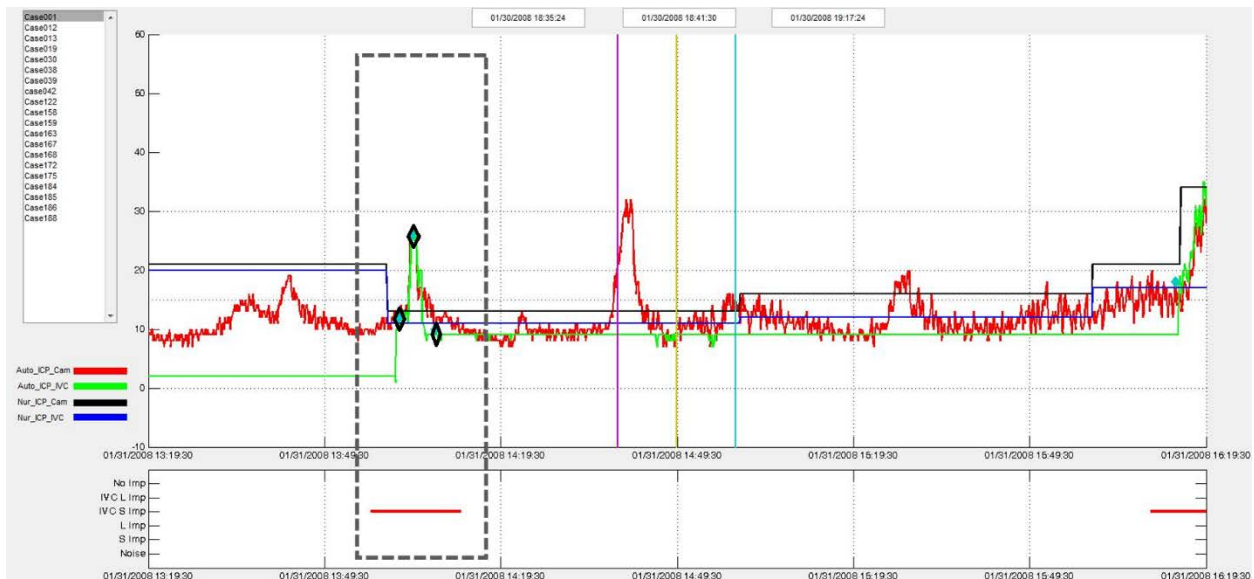 Case001
Case012
Case013
Case019
Case030
Case038
Case039
case042
Case122
Case158
Case159
Case163
Case167
Case168
Case172
Case175
Case184
Case185
Case186
Case188
01/30/2008 18:35:24 01/30/2008 18:41:30 01/30/2008 19:17:24
60
50
40
30
20
10
0
-10
Auto_ICP_Cam
Auto_ICP_IVC
Nur_ICP_Cam
Nur_ICP_IVC
01/31/2008 13:19:30 01/31/2008 13:49:30 01/31/2008 14:19:30 01/31/2008 14:49:30 01/31/2008 15:19:30 01/31/2008 15:49:30 01/31/2008 16:19:30
No Imp
IVC L Imp
IVC S Imp
L Imp
S Imp
Noise
01/31/2008 13:19:30 01/31/2008 13:49:30 01/31/2008 14:19:30 01/31/2008 14:49:30 01/31/2008 15:19:30 01/31/2008 15:49:30 01/31/2008 16:19:30